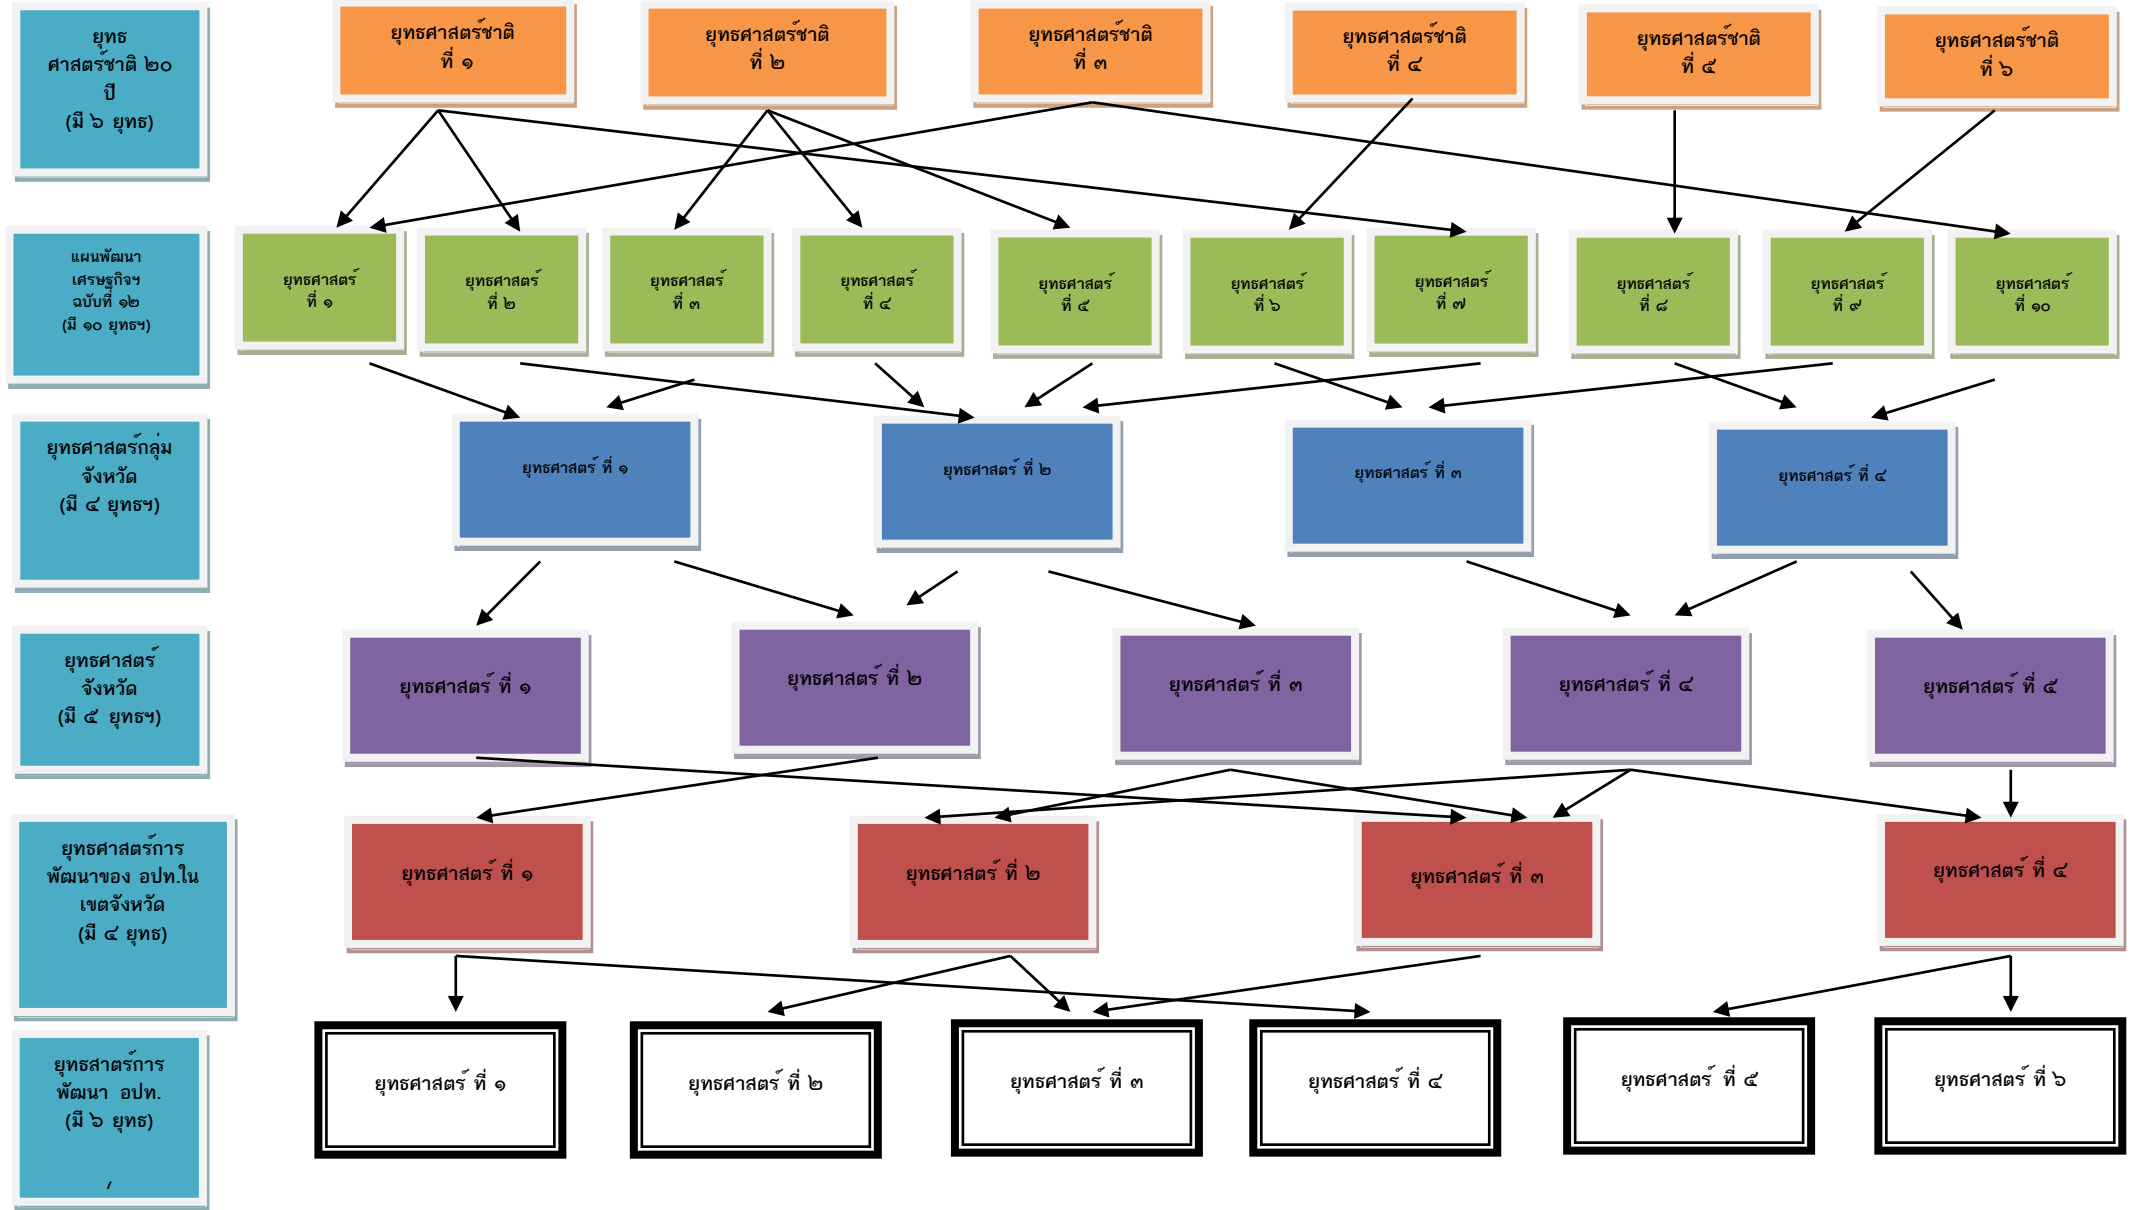 ยุทธ
ศาสตร์ชาติ ๒๐
ปี
(มี ๖ ยุทธ)
ยุทธศาสตร์ชาติ
ที่ ๑
ยุทธศาสตร์ชาติ
ที่ ๒
ยุทธศาสตร์ชาติ
ที่ ๓
ยุทธศาสตร์ชาติ
ที่ ๔
ยุทธศาสตร์ชาติ
ที่ ๕
ยุทธศาสตร์ชาติ
ที่ ๖
แผนพัฒนา
เศรษฐกิจฯ
ฉบับที่ ๑๒
(มี ๑๐ ยุทธฯ)
ยุทธศาสตร์
ที่ ๑
ยุทธศาสตร์
ที่ ๒
ยุทธศาสตร์
ที่ ๓
ยุทธศาสตร์
ที่ ๔
ยุทธศาสตร์
ที่ ๕
ยุทธศาสตร์
ที่ ๖
ยุทธศาสตร์
ที่ ๗
ยุทธศาสตร์
ที่ ๘
ยุทธศาสตร์
ที่ ๙
ยุทธศาสตร์
ที่ ๑๐
ยุทธศาสตร์กลุ่ม
จังหวัด
(มี ๔ ยุทธฯ)
ยุทธศาสตร์ ที่ ๑
ยุทธศาสตร์ ที่ ๒
ยุทธศาสตร์ ที่ ๓
ยุทธศาสตร์ ที่ ๔
ยุทธศาสตร์
จังหวัด
(มี ๕ ยุทธฯ)
ยุทธศาสตร์ ที่ ๑
ยุทธศาสตร์ ที่ ๒
ยุทธศาสตร์ ที่ ๓
ยุทธศาสตร์ ที่ ๔
ยุทธศาสตร์ ที่ ๕
ยุทธศาสตร์การ
พัฒนาของ อปท.ใน
เขตจังหวัด
(มี ๔ ยุทธ)
ยุทธศาสตร์ ที่ ๑
ยุทธศาสตร์ ที่ ๒
ยุทธศาสตร์ ที่ ๓
ยุทธศาสตร์ ที่ ๔
ยุทธสาตร์การ
พัฒนา อปท.
(มี ๖ ยุทธ)
ยุทธศาสตร์ ที่ ๑
ยุทธศาสตร์ ที่ ๒
ยุทธศาสตร์ ที่ ๓
ยุทธศาสตร์ ที่ ๔
ยุทธศาสตร์ ที่ ๕
ยุทธศาสตร์ ที่ ๖